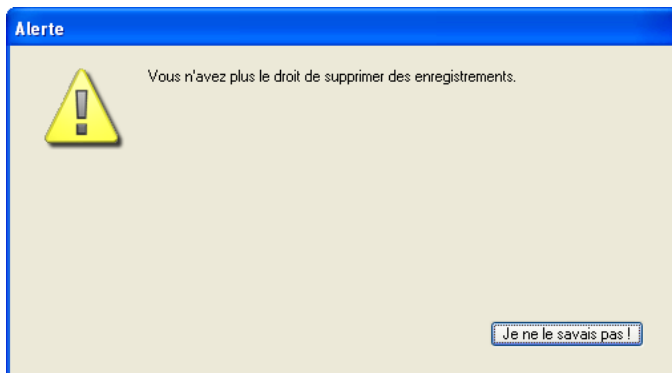 Alerte
Vous n'avez plus le droit de supprimer des enregistrements.
Je ne le savais pas !